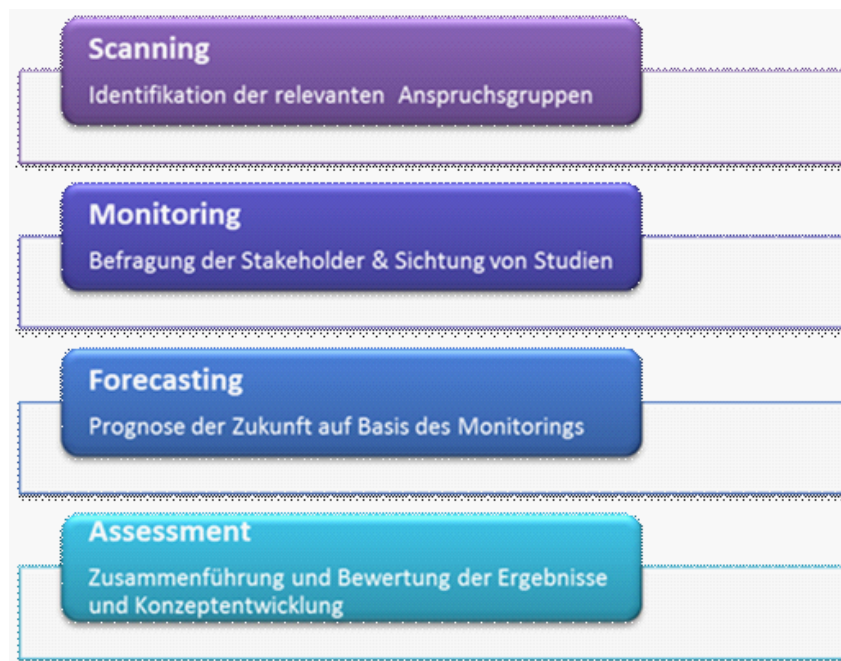 Scanning
Identifikation der relevanten Anspruchsgruppen
Monitoring
Befragung der Stakeholder & Sichtung von Studien
Forecasting
Prognose der Zukunft auf Basis des Monitorings
Assessment
Zusammenführung und Bewertung der Ergebnisse
und Konzeptentwicklung